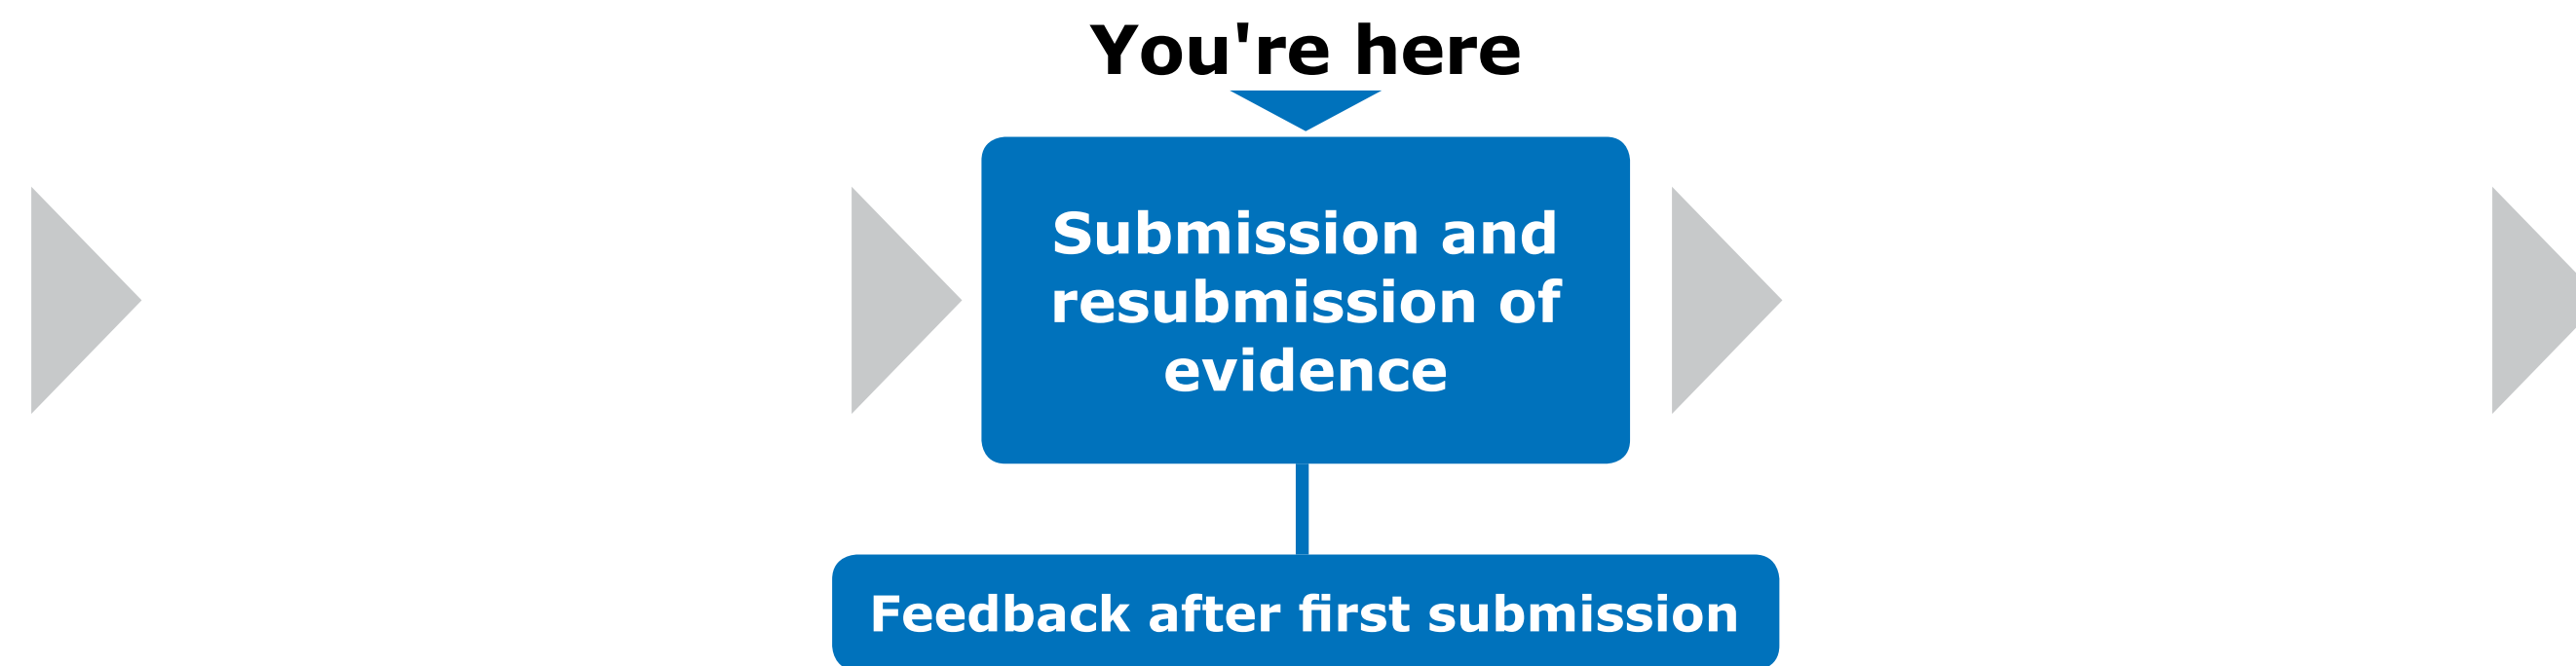 You're here
Submission and
resubmission of
evidence
Feedback after first submission